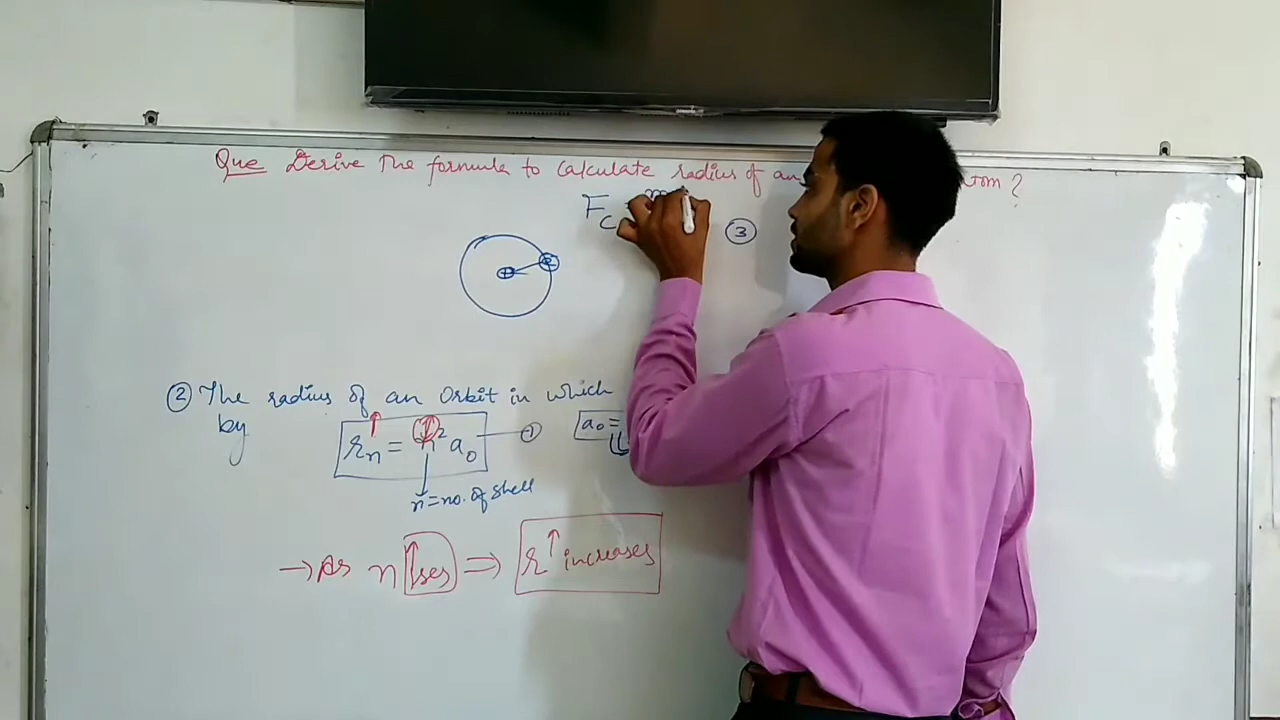 Que Derive The formula to Calculate radius of an tom ?
Fc m
③
+ e
② The radius of an Orbit in which
by
rn = n² a₀ ①
a₀ =
n = no. of shell
→ As n ↑ses ⇒ r ↑ increases